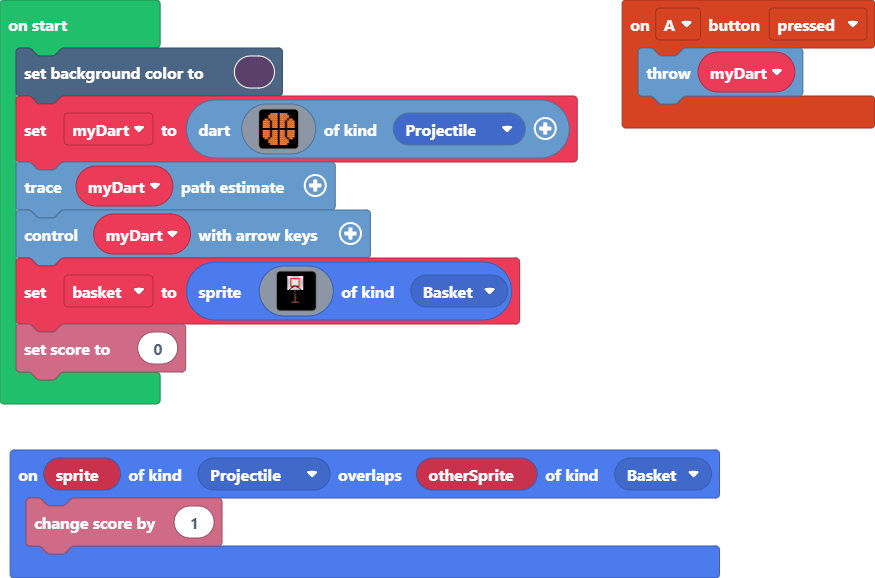 on start
set background color to
set myDart to dart of kind Projectile
trace myDart path estimate
control myDart with arrow keys
set basket to sprite of kind Basket
set score to 0
on A button pressed
throw myDart
on sprite of kind Projectile overlaps otherSprite of kind Basket
change score by 1